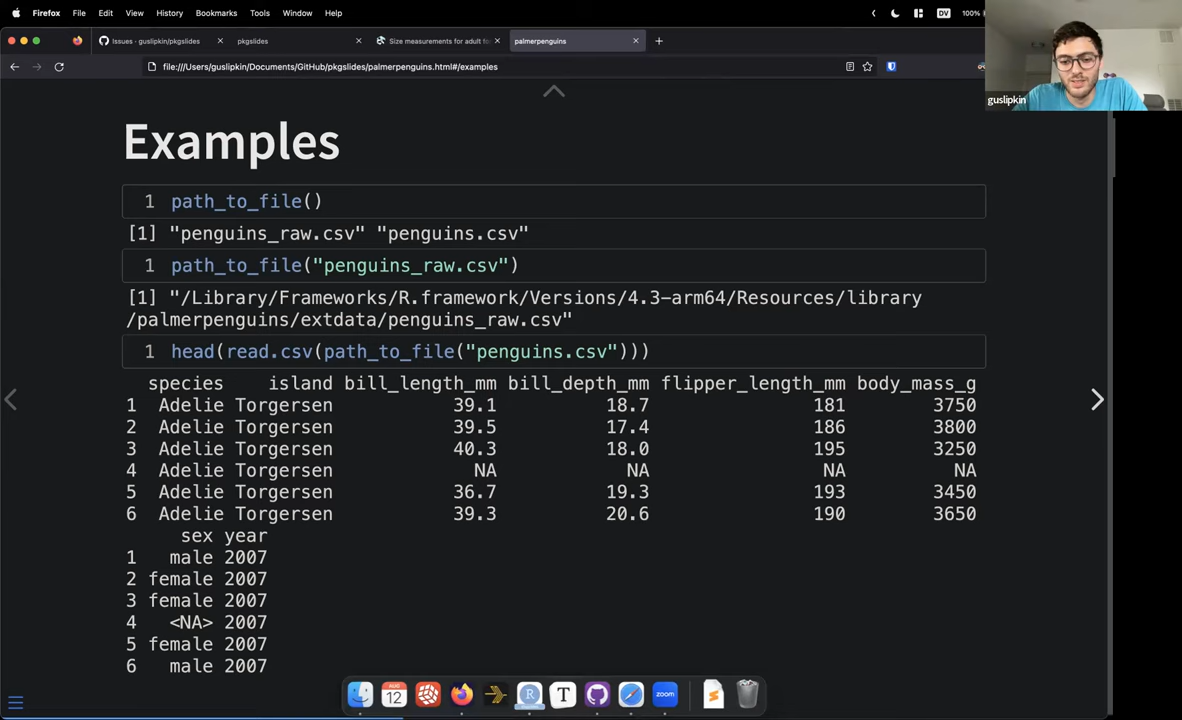 Firefox File Edit View History Bookmarks Tools Window Help DV 100%
Issues · guslipkin/pkgslides pkgslides Size measurements for adult fo palmerpenguins
file:///Users/guslipkin/Documents/GitHub/pkgslides/palmerpenguins.html#/examples
guslipkin
Examples
1 path_to_file()
[1] "penguins_raw.csv" "penguins.csv"
1 path_to_file("penguins_raw.csv")
[1] "/Library/Frameworks/R.framework/Versions/4.3-arm64/Resources/library
/palmerpenguins/extdata/penguins_raw.csv"
1 head(read.csv(path_to_file("penguins.csv")))
species island bill_length_mm bill_depth_mm flipper_length_mm body_mass_g
1 Adelie Torgersen 39.1 18.7 181 3750
2 Adelie Torgersen 39.5 17.4 186 3800
3 Adelie Torgersen 40.3 18.0 195 3250
4 Adelie Torgersen NA NA NA NA
5 Adelie Torgersen 36.7 19.3 193 3450
6 Adelie Torgersen 39.3 20.6 190 3650
sex year
1 male 2007
2 female 2007
3 female 2007
4 <NA> 2007
5 female 2007
6 male 2007
AUG
12
R
T
zoom